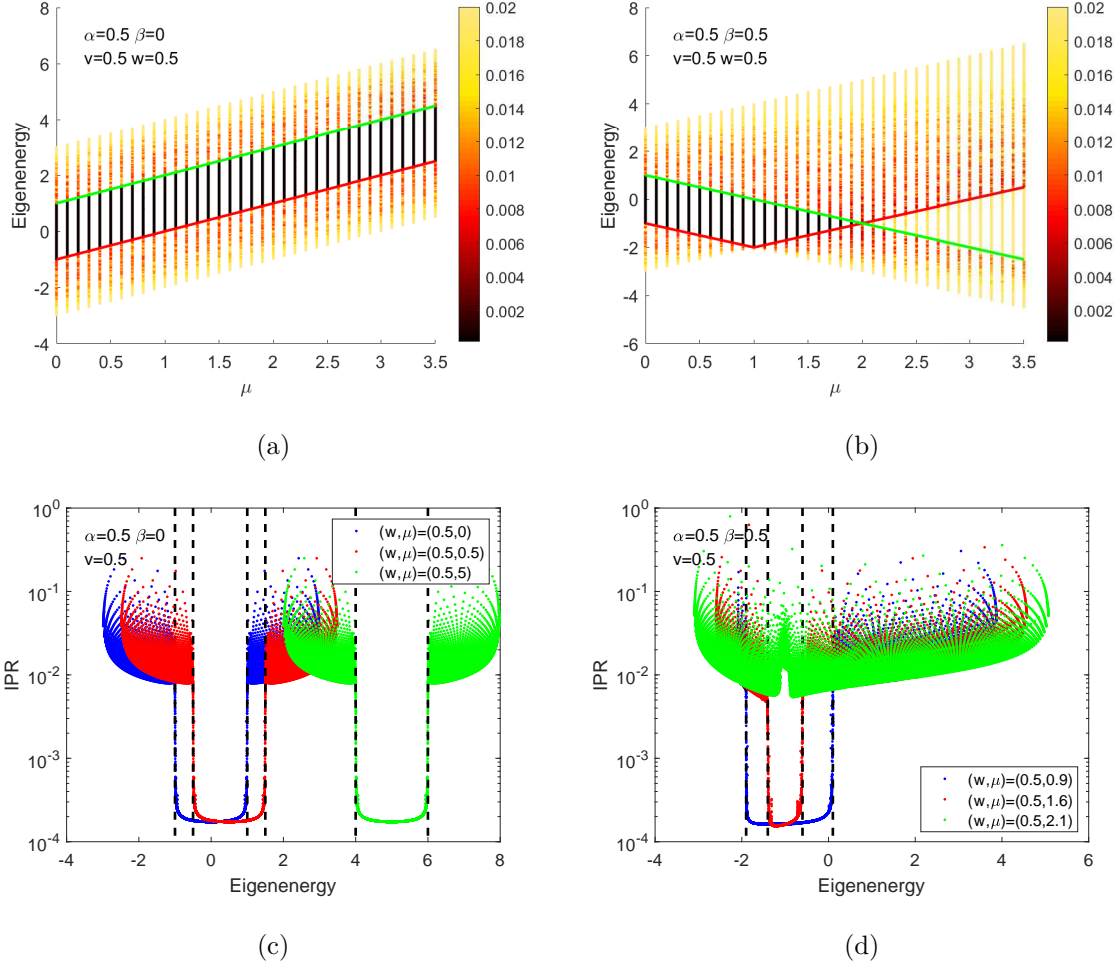 8
6
4
2
0
-2
-4
Eigenenergy
α=0.5 β=0
v=0.5 w=0.5
0
0.5
1
1.5
2
2.5
3
3.5
μ
0.02
0.018
0.016
0.014
0.012
0.010
0.008
0.006
0.004
0.002
(a)
8
6
4
2
0
-2
-4
-6
Eigenenergy
α=0.5 β=0.5
v=0.5 w=0.5
0
0.5
1
1.5
2
2.5
3
3.5
μ
0.02
0.018
0.016
0.014
0.012
0.010
0.008
0.006
0.004
0.002
(b)
10^0
10^-1
10^-2
10^-3
10^-4
IPR
α=0.5 β=0
v=0.5
(w,μ)=(0.5,0)
(w,μ)=(0.5,0.5)
(w,μ)=(0.5,5)
-4
-2
0
2
4
6
8
Eigenenergy
(c)
10^0
10^-1
10^-2
10^-3
10^-4
IPR
α=0.5 β=0.5
v=0.5
(w,μ)=(0.5,0.9)
(w,μ)=(0.5,1.6)
(w,μ)=(0.5,2.1)
-4
-2
0
2
4
6
Eigenenergy
(d)